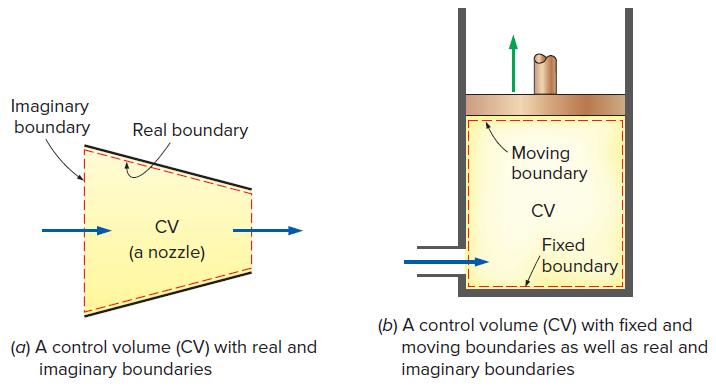 Imaginary
boundary
Real boundary
CV
(a nozzle)
(a) A control volume (CV) with real and
imaginary boundaries
Moving
boundary
CV
Fixed
boundary
(b) A control volume (CV) with fixed and
moving boundaries as well as real and
imaginary boundaries